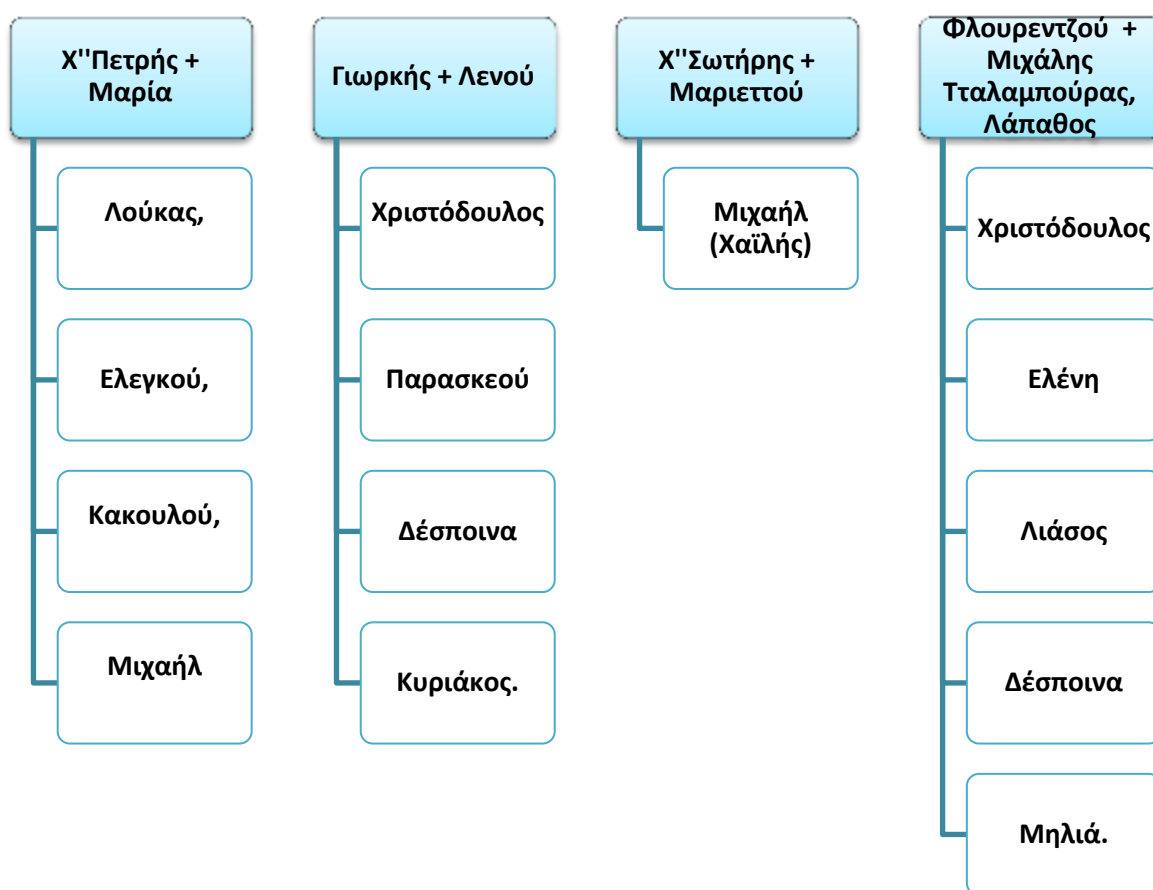 Χ''Πετρής +
Μαρία
Λούκας,
Ελεγκού,
Κακουλού,
Μιχαήλ
Γιωρκής + Λενού
Χριστόδουλος
Παρασκεού
Δέσποινα
Κυριάκος.
Χ''Σωτήρης +
Μαριεττού
Μιχαήλ
(Χαϊλής)
Φλουρεντζού +
Μιχάλης
Τταλαμπούρας,
Λάπαθος
Χριστόδουλος
Ελένη
Λιάσος
Δέσποινα
Μηλιά.